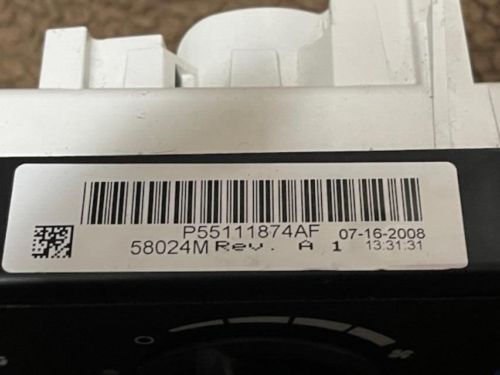 P55111874AF 07-16-2008
58024M Rev. A 1 13:31:31